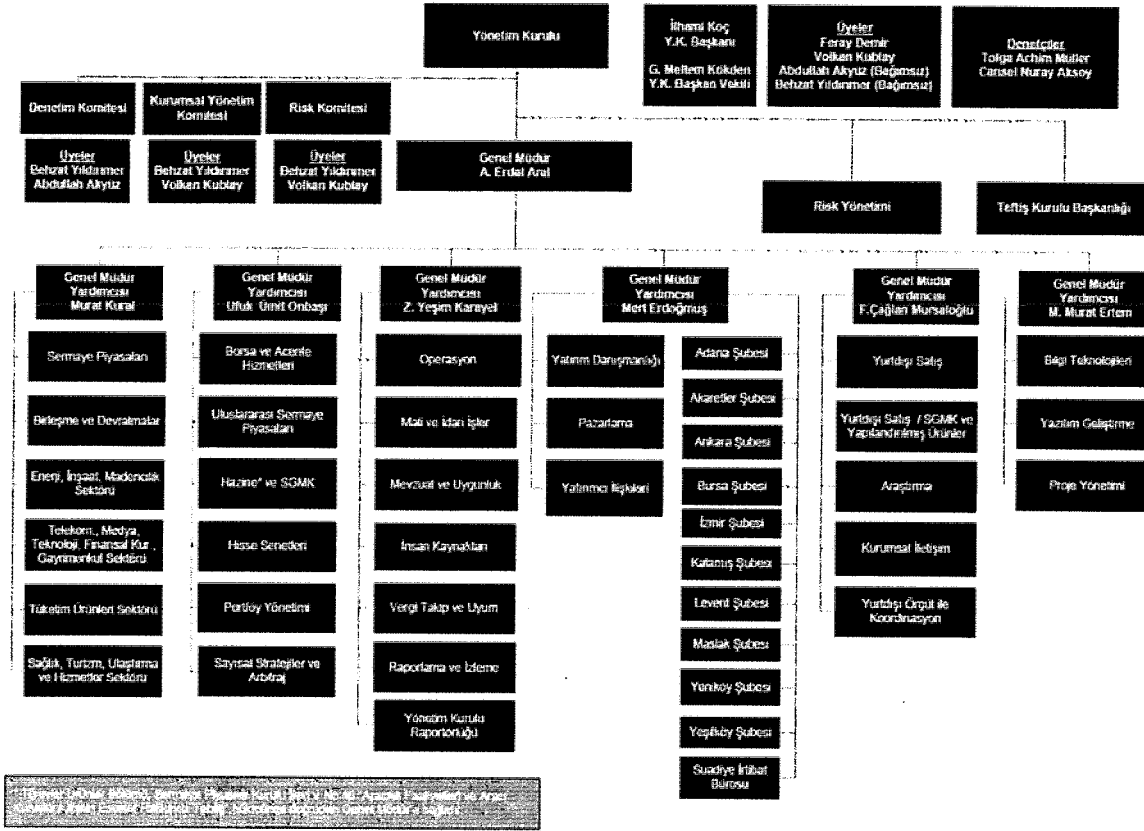 Yönetim Kurulu
İlhami Koç
Y.K. Başkanı
G. Meltem Kökden
Y.K. Başkan Vekili
Üyeler
Feray Demir
Volkan Kublay
Abdullah Akyüz (Bağımsız)
Behzat Yıldırımer (Bağımsız)
Denetçiler
Tolga Achim Müller
Cansel Nuray Aksoy
Denetim Komitesi
Kurumsal Yönetim
Komitesi
Risk Komitesi
Üyeler
Behzat Yıldırımer
Abdullah Akyüz
Üyeler
Behzat Yıldırımer
Volkan Kublay
Üyeler
Behzat Yıldırımer
Volkan Kublay
Genel Müdür
A. Erdal Aral
Risk Yönetimi
Teftiş Kurulu Başkanlığı
Genel Müdür
Yardımcısı
Murat Kural
Sermaye Piyasaları
Birleşme ve Devralmalar
Enerji, İnşaat, Madencilik
Sektörü
Telekom., Medya,
Teknoloji, Finansal Kur.,
Gayrimenkul Sektörü
Tüketim Ürünleri Sektörü
Sağlık, Turizm, Ulaştırma
ve Hizmetler Sektörü
Genel Müdür
Yardımcısı
Ufuk Ümit Onbaşı
Borsa ve Acente
Hizmetleri
Uluslararası Sermaye
Piyasaları
Hazine* ve SGMK
Hisse Senetleri
Portföy Yönetimi
Sayısal Stratejiler ve
Arbitraj
Genel Müdür
Yardımcısı
Z. Yeşim Karayel
Operasyon
Mali ve İdari İşler
Mevzuat ve Uygunluk
İnsan Kaynakları
Vergi Takip ve Uyum
Raporlama ve İzleme
Yönetim Kurulu
Raportörlüğü
Genel Müdür
Yardımcısı
Mert Erdoğmuş
Yatırım Danışmanlığı
Pazarlama
Yatırımcı İlişkileri
Adana Şubesi
Akaretler Şubesi
Ankara Şubesi
Bursa Şubesi
İzmir Şubesi
Kalamış Şubesi
Levent Şubesi
Maslak Şubesi
Yeniköy Şubesi
Yeşilköy Şubesi
Suadiye İrtibat
Bürosu
Genel Müdür
Yardımcısı
F.Çağlan Mursaloğlu
Yurtdışı Satış
Yurtdışı Satış / SGMK ve
Yapılandırılmış Ürünler
Araştırma
Kurumsal İletişim
Yurtdışı Örgüt ile
Koordinasyon
Genel Müdür
Yardımcısı
M. Murat Ertem
Bilgi Teknolojileri
Yazılım Geliştirme
Proje Yönetimi